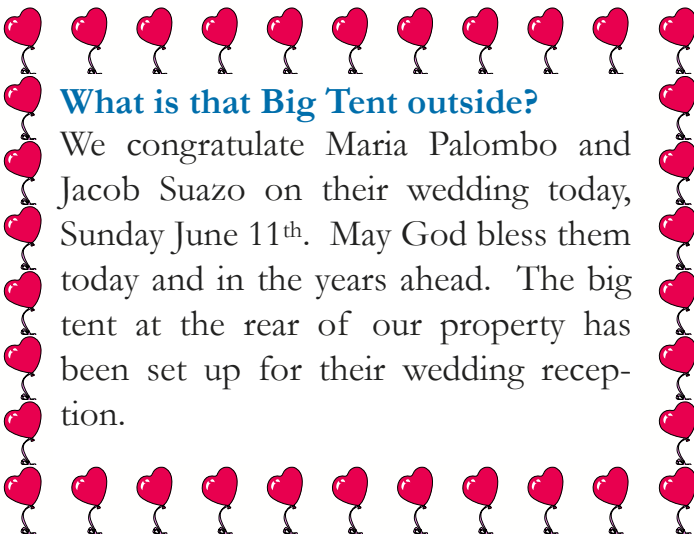 What is that Big Tent outside?
We congratulate Maria Palombo and
Jacob Suazo on their wedding today,
Sunday June 11th.  May God bless them
today and in the years ahead.  The big
tent at the rear of our property has
been set up for their wedding recep-
tion.